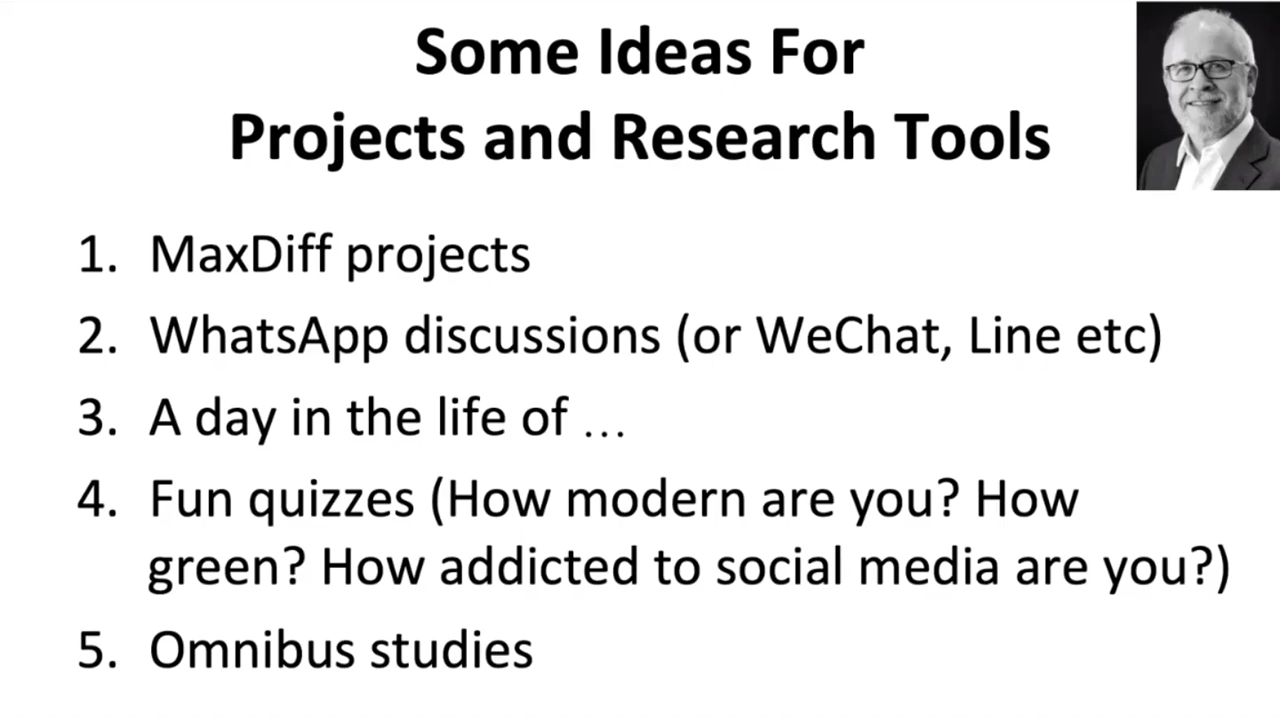 Some Ideas For
Projects and Research Tools
1. MaxDiff projects
2. WhatsApp discussions (or WeChat, Line etc)
3. A day in the life of …
4. Fun quizzes (How modern are you? How
green? How addicted to social media are you?)
5. Omnibus studies